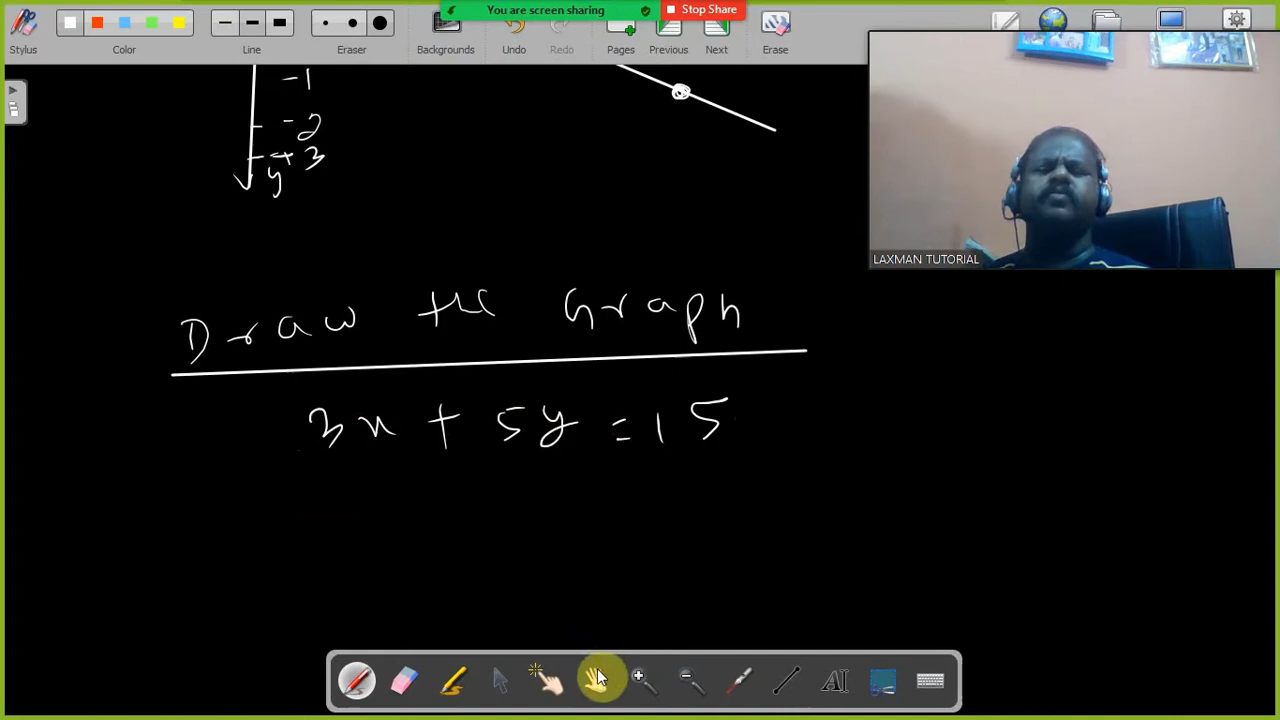 You are screen sharing Stop Share
Stylus Color Line Eraser Backgrounds Undo Redo Pages Previous Next Erase
-1
-2
3
y
LAXMAN TUTORIAL
Draw the Graph
3x + 5y = 15